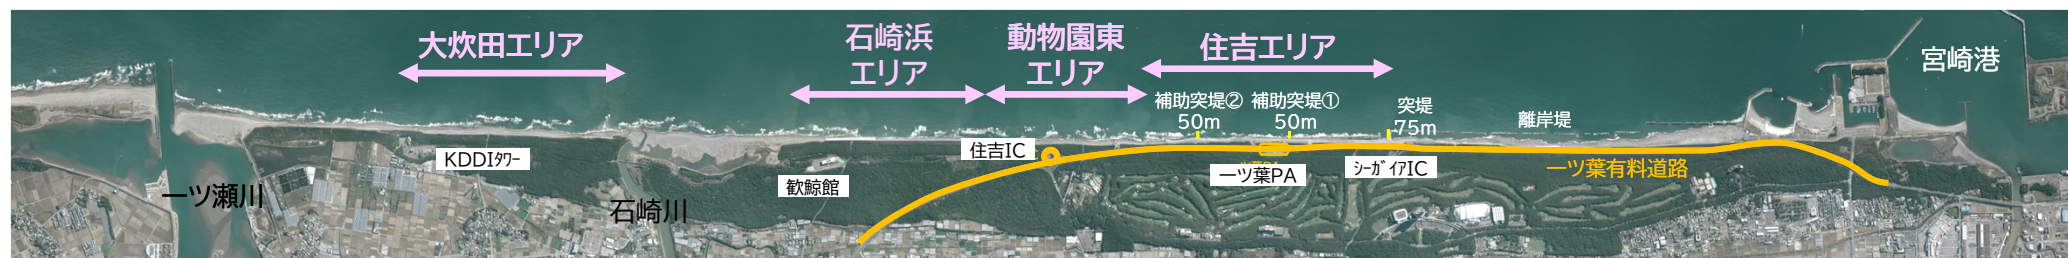 大炊田エリア
石崎浜
エリア
動物園東
エリア
住吉エリア
宮崎港
補助突堤②
50m
補助突堤①
50m
突堤
75m
離岸堤
住吉IC
KDDIﾀﾜｰ
歓鯨館
一ツ葉PA
ｼｰｶﾞｲｱIC
一ツ葉有料道路
一ツ瀬川
石崎川